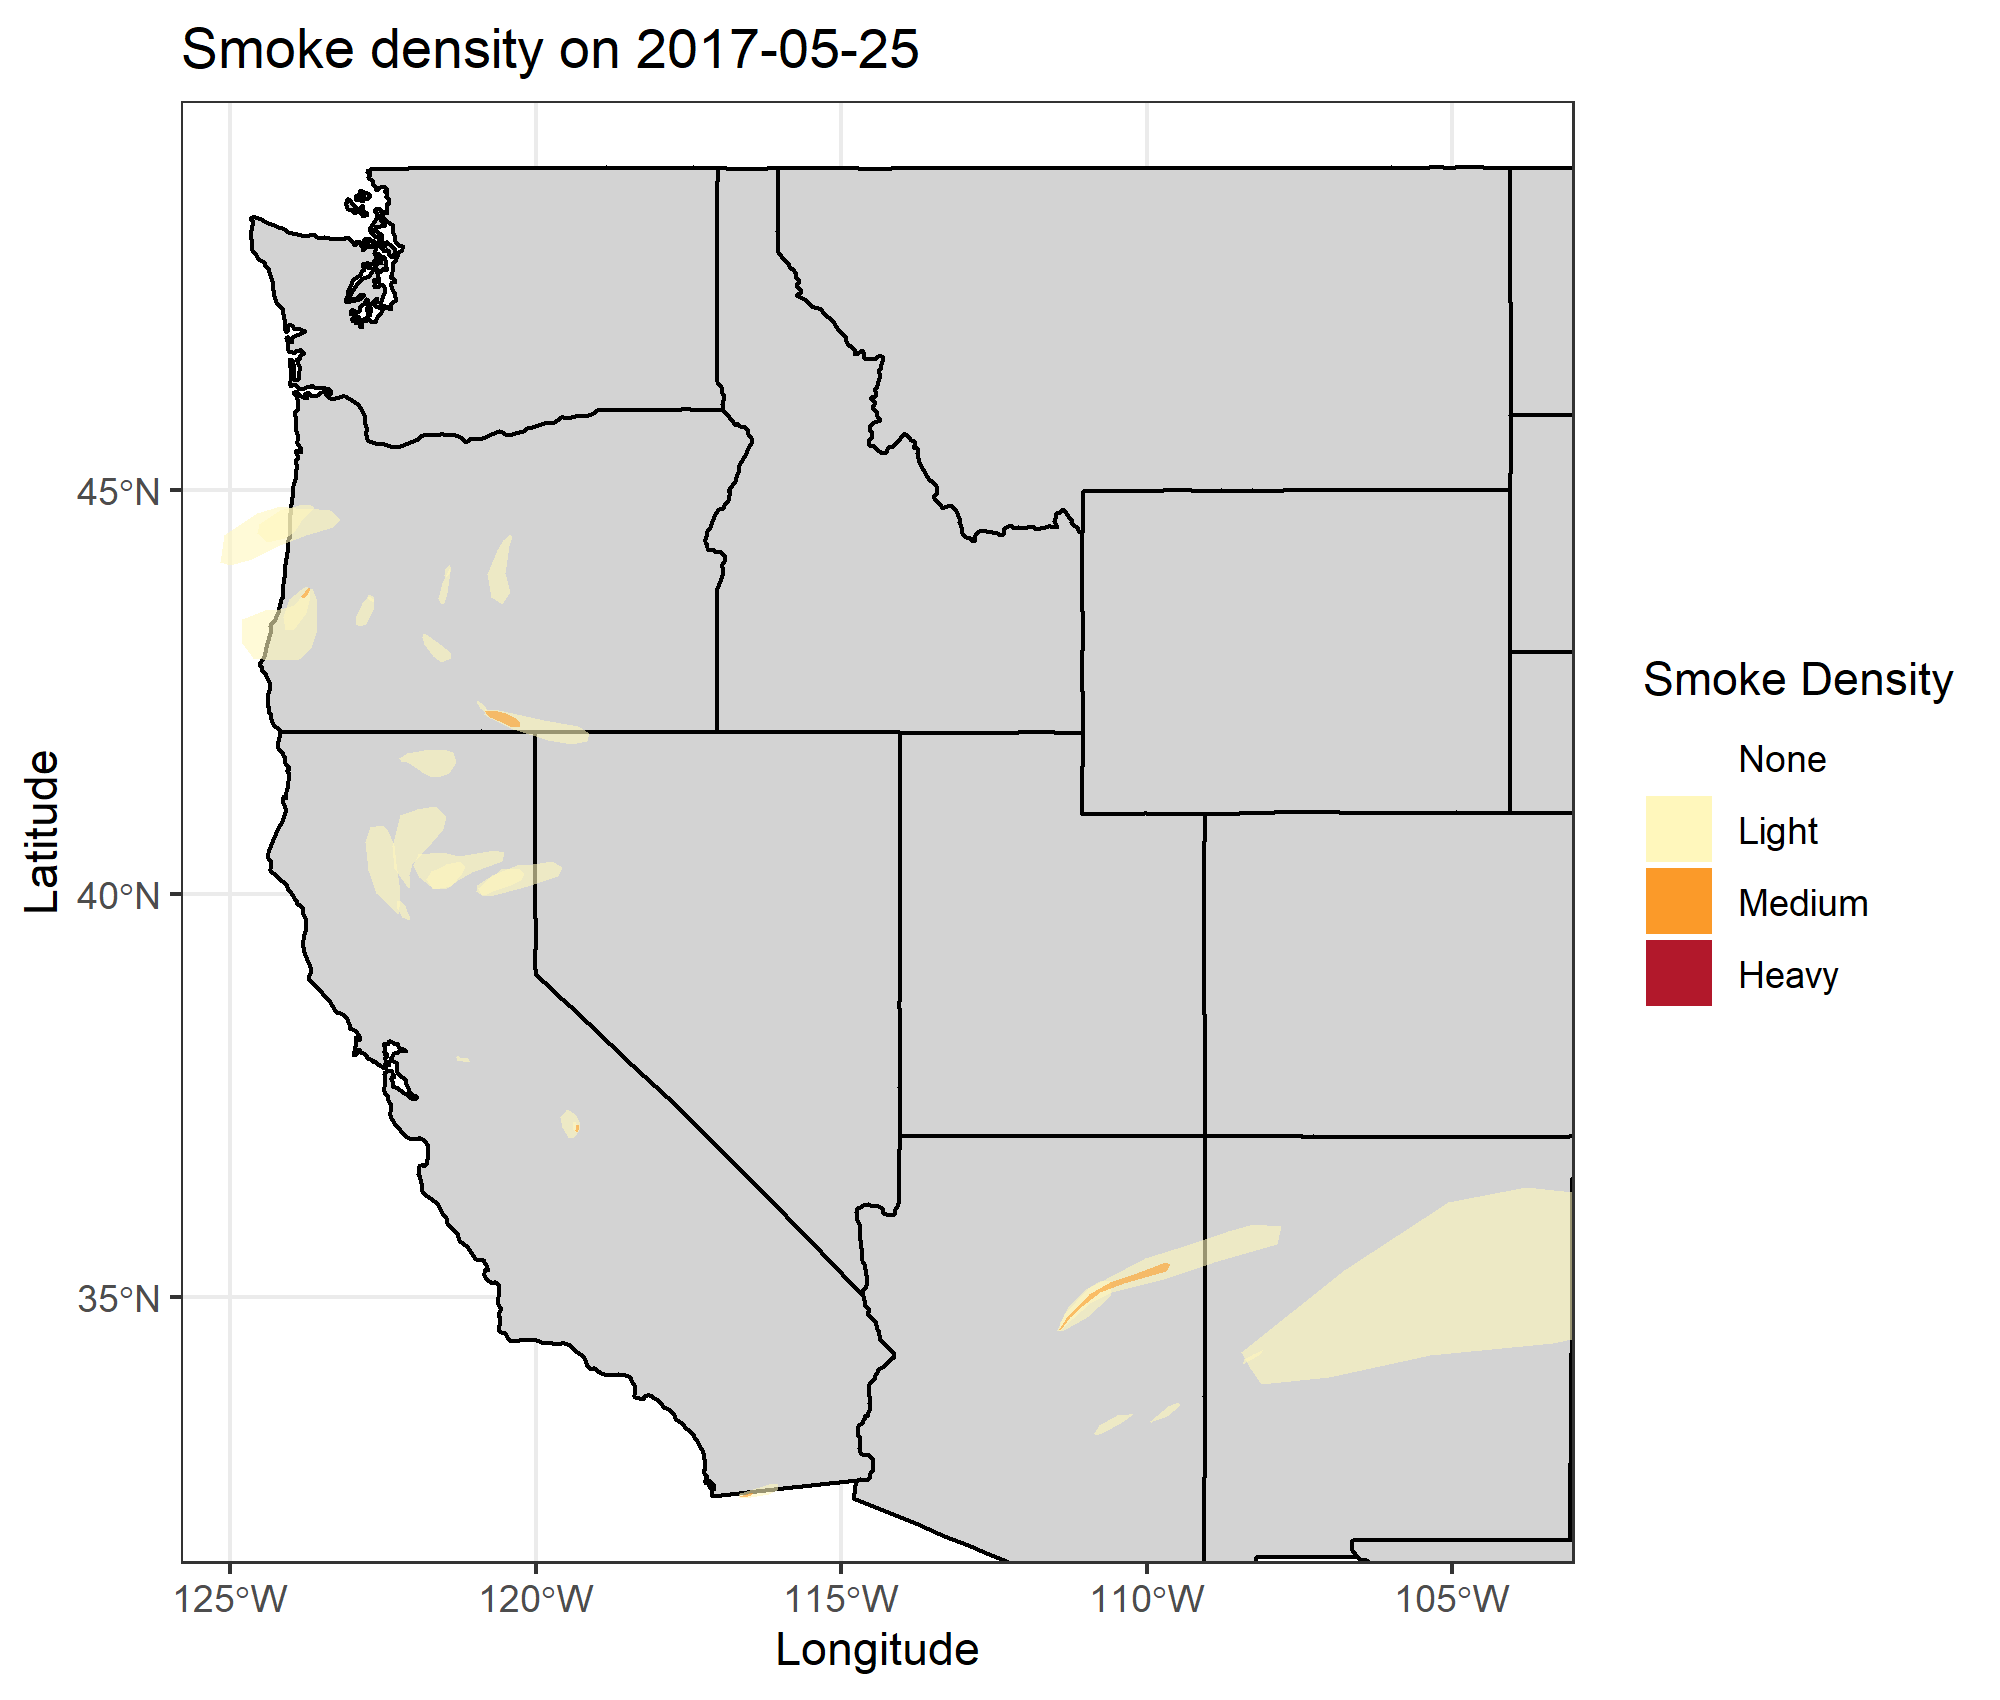 Smoke density on 2017-05-25
45°N
40°N
35°N
Latitude
125°W
120°W
115°W
110°W
105°W
Longitude
Smoke Density
None
Light
Medium
Heavy